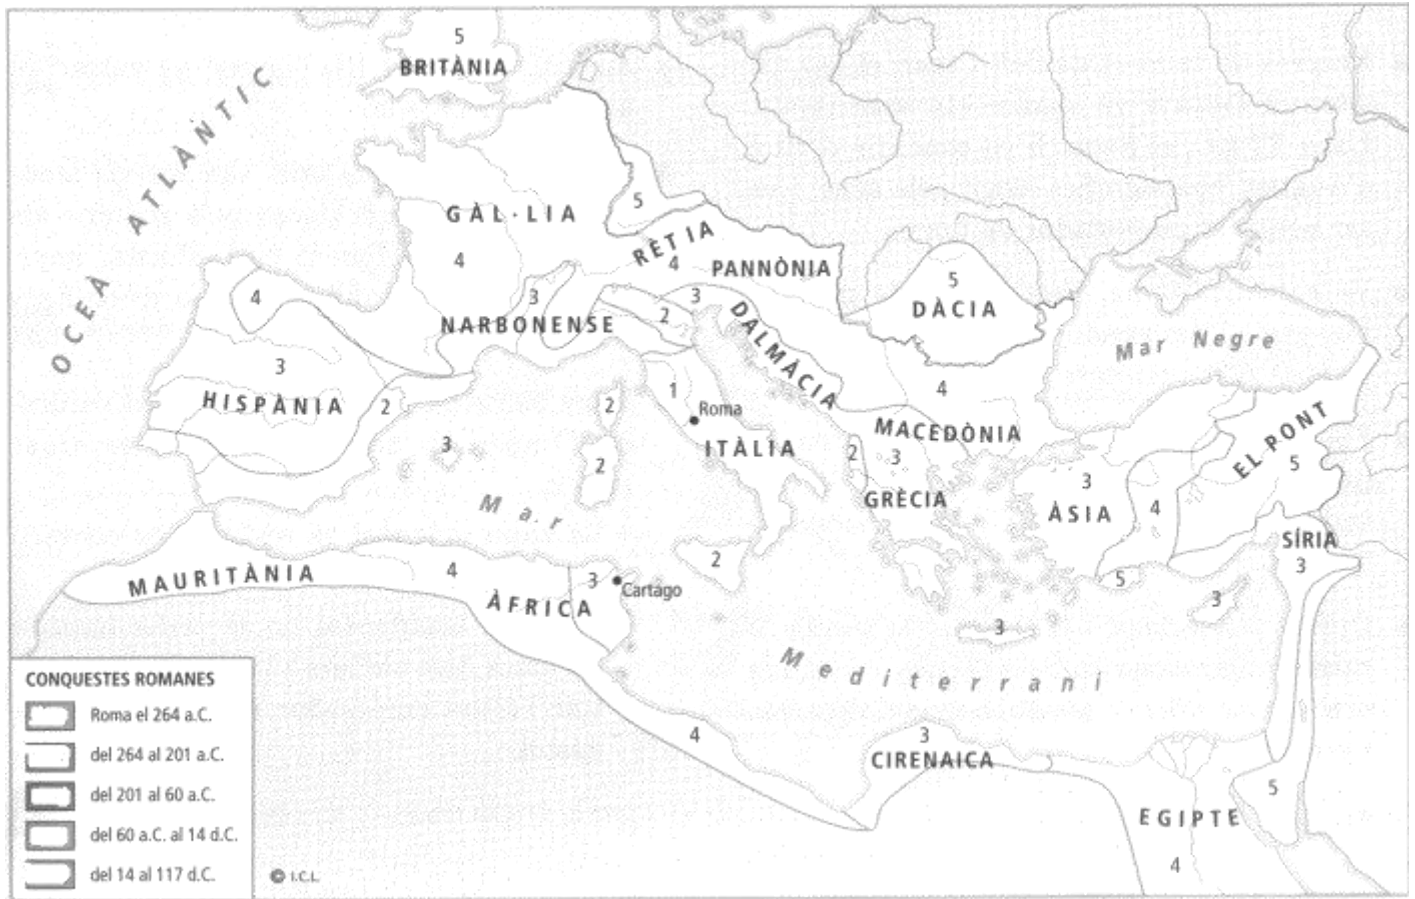 5
BRITÀNIA
OCEÀ ATLÀNTIC
GÀL·LIA
4
5
RÈTIA
4
PANNÒNIA
5
DÀCIA
4
3
NARBONENSE
3
2
DALMÀCIA
Mar Negre
3
HISPÀNIA
2
1
Roma
ITÀLIA
2
2
3
4
MACEDÒNIA
2
3
GRÈCIA
3
ÀSIA
4
EL PONT
5
SÍRIA
3
5
3
3
Mar
Mediterrani
2
MAURITÀNIA
4
ÀFRICA
3
Cartago
4
3
CIRENAICA
EGIPTE
4
5
CONQUESTES ROMANES
Roma el 264 a.C.
del 264 al 201 a.C.
del 201 al 60 a.C.
del 60 a.C. al 14 d.C.
del 14 al 117 d.C.
© I.C.L.